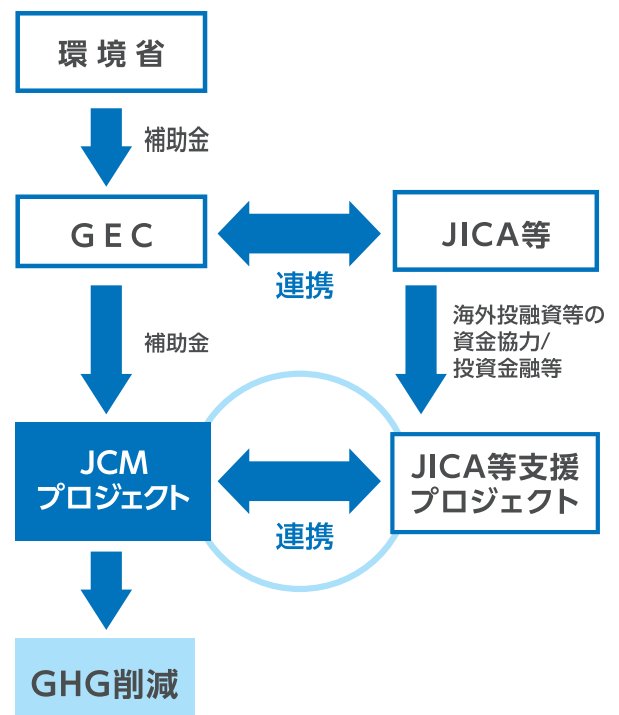 環境省
補助金
GEC
JICA等
連携
補助金
海外投融資等の
資金協力/
投資金融等
JCM
プロジェクト
連携
JICA等支援
プロジェクト
GHG削減